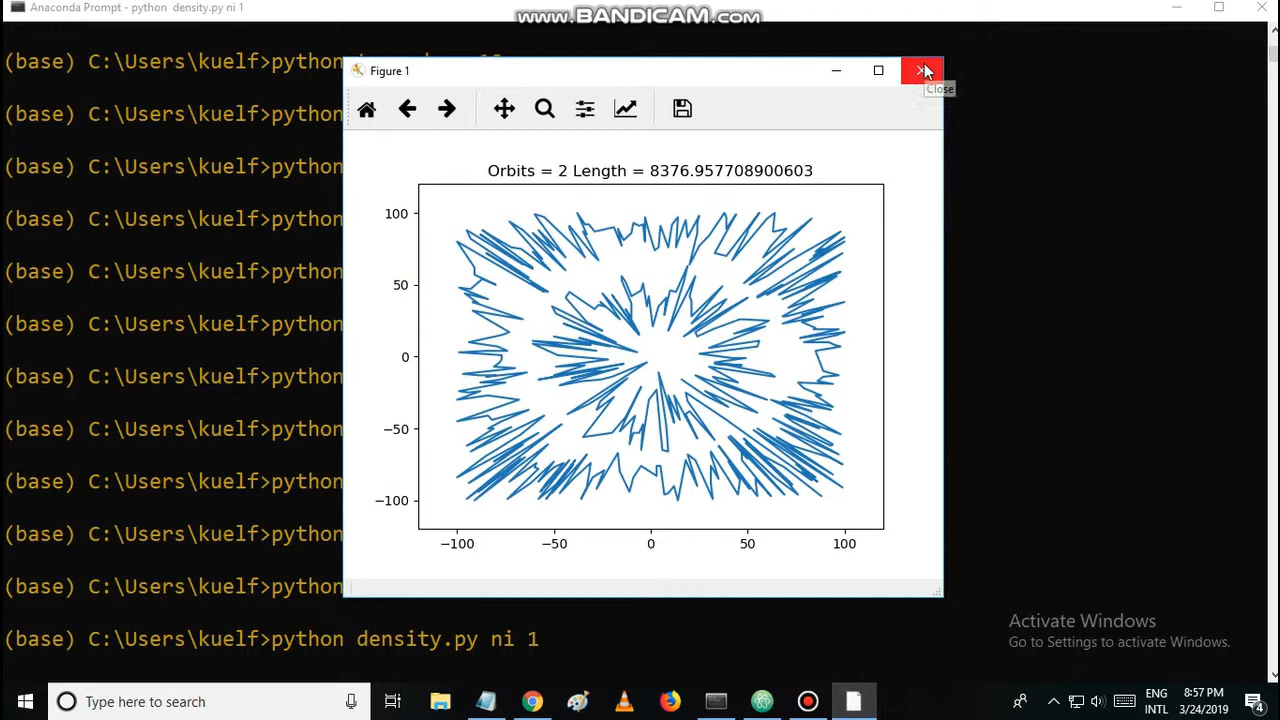 Anaconda Prompt - python density.py ni 1
www.BANDICAM.com
(base) C:\Users\kuelf>python
(base) C:\Users\kuelf>python
(base) C:\Users\kuelf>python
(base) C:\Users\kuelf>python
(base) C:\Users\kuelf>python
(base) C:\Users\kuelf>python
(base) C:\Users\kuelf>python
(base) C:\Users\kuelf>python
(base) C:\Users\kuelf>python
(base) C:\Users\kuelf>python
(base) C:\Users\kuelf>python
(base) C:\Users\kuelf>python density.py ni 1
Figure 1
Close
Orbits = 2 Length = 8376.957708900603
100
50
0
−50
−100
−100 −50 0 50 100
Activate Windows
Go to Settings to activate Windows.
Type here to search
ENG
INTL
8:57 PM
3/24/2019
4